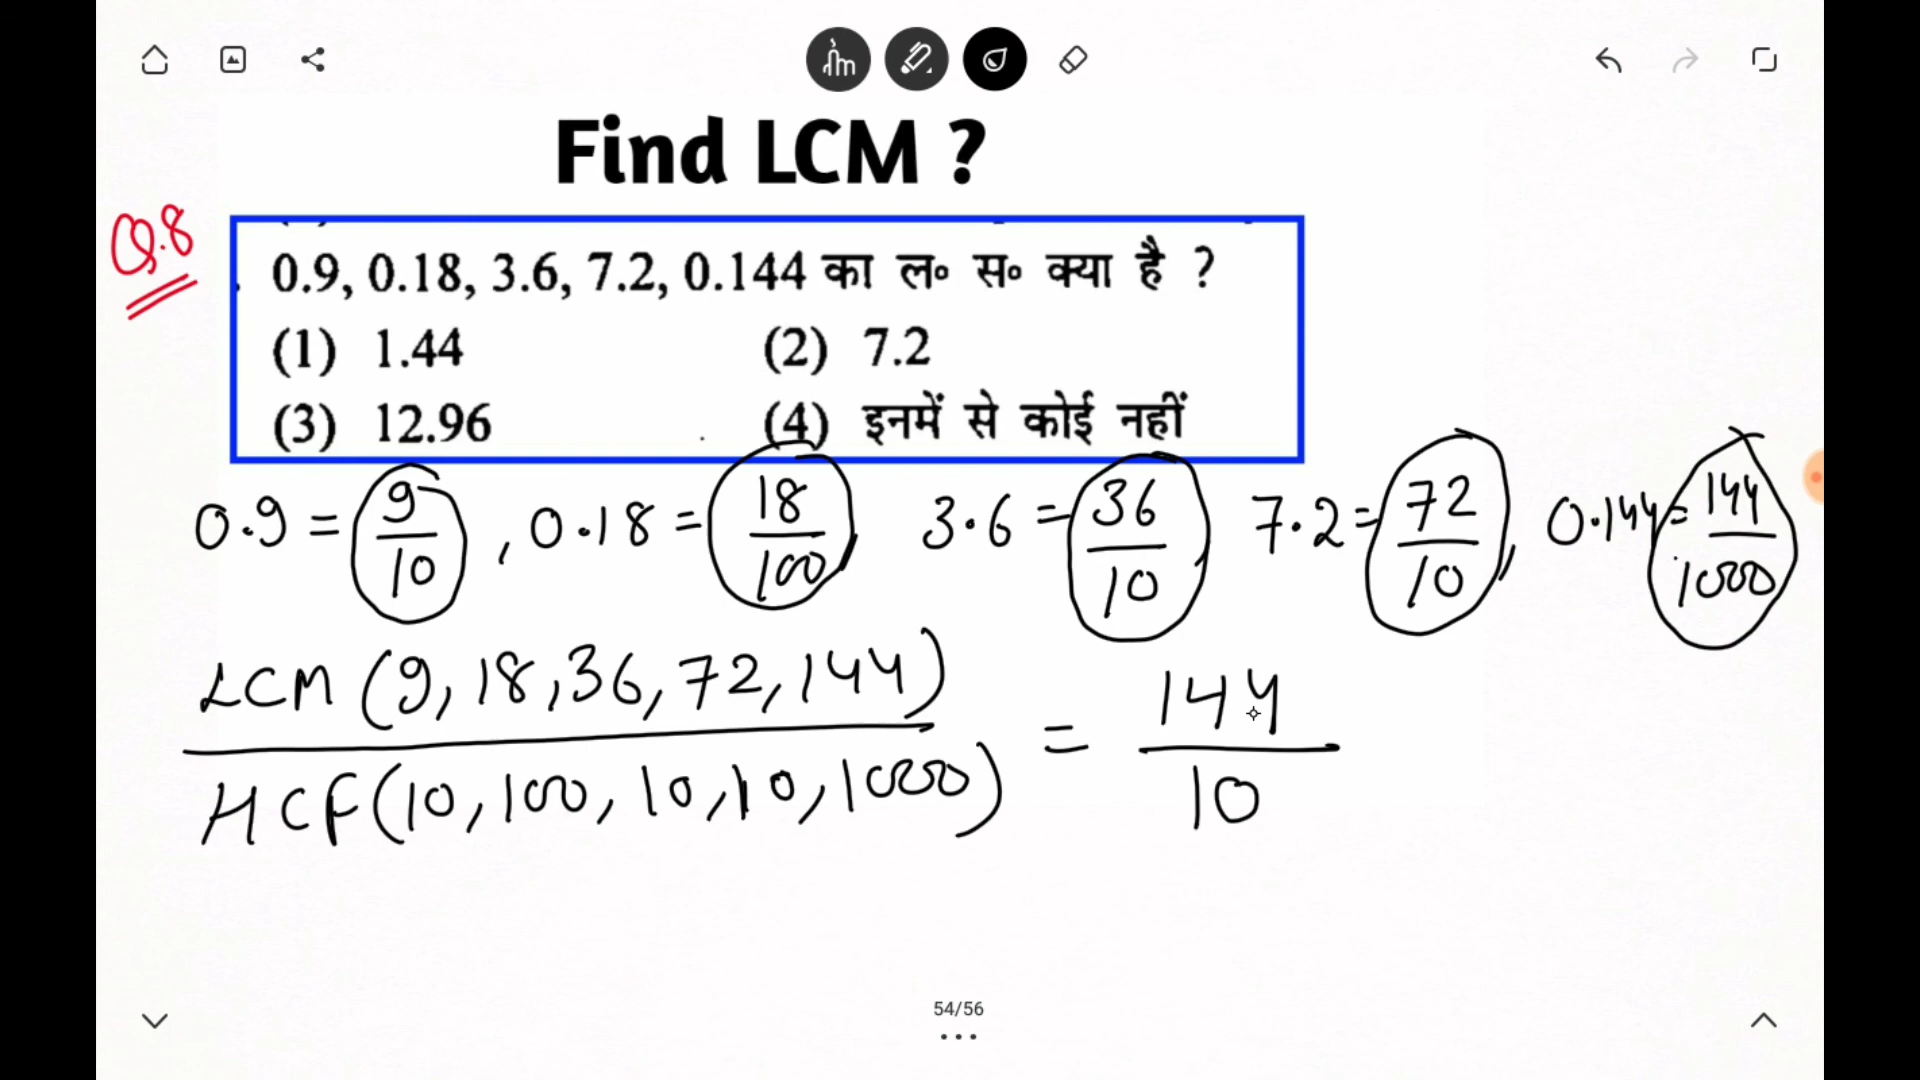 Find LCM ?
Q.8
0.9, 0.18, 3.6, 7.2, 0.144 का ल॰ स॰ क्या है ?
(1) 1.44 (2) 7.2
(3) 12.96 (4) इनमें से कोई नहीं
0.9 = 9/10 , 0.18 = 18/100 3.6 = 36/10 7.2 = 72/10 , 0.144 = 144/1000
LCM (9, 18, 36, 72, 144) 144
=
HCF (10, 100, 10, 10, 1000) 10
54/56